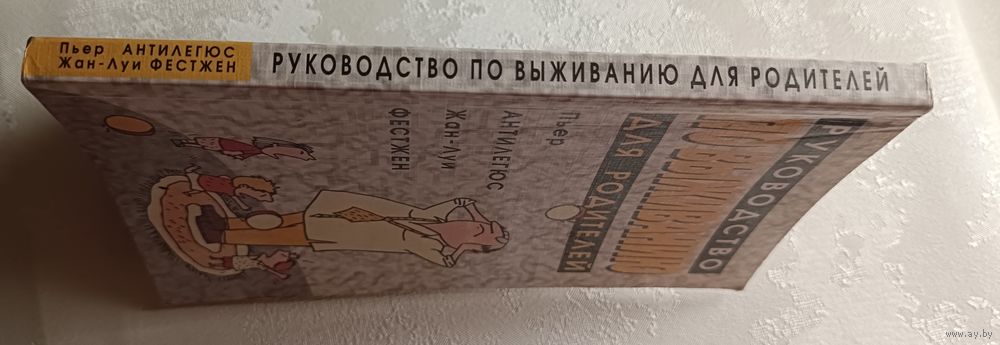 Пьер АНТИЛЕГЮС
Жан-Луи ФЕСТЖЕН
РУКОВОДСТВО ПО ВЫЖИВАНИЮ ДЛЯ РОДИТЕЛЕЙ
РУКОВОДСТВО
ПО ВЫЖИВАНИЮ
ДЛЯ РОДИТЕЛЕЙ
Пьер
АНТИЛЕГЮС
Жан-Луи
ФЕСТЖЕН
www.ay.by